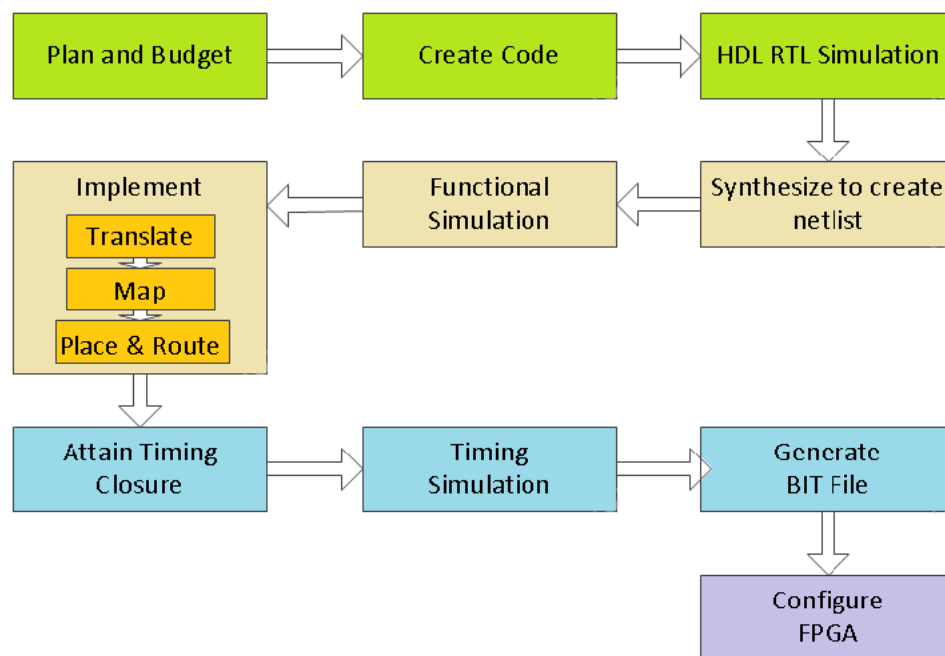 Plan and Budget
Create Code
HDL RTL Simulation
Synthesize to create
netlist
Functional
Simulation
Implement
Translate
Map
Place & Route
Attain Timing
Closure
Timing
Simulation
Generate
BIT File
Configure
FPGA